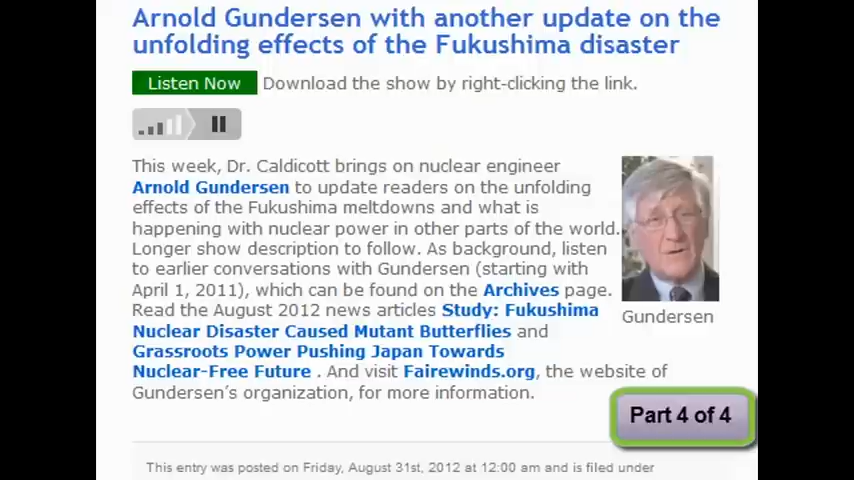 Arnold Gundersen with another update on the
unfolding effects of the Fukushima disaster
Listen Now Download the show by right-clicking the link.
This week, Dr. Caldicott brings on nuclear engineer
Arnold Gundersen to update readers on the unfolding
effects of the Fukushima meltdowns and what is
happening with nuclear power in other parts of the world.
Longer show description to follow. As background, listen
to earlier conversations with Gundersen (starting with
April 1, 2011), which can be found on the Archives page.
Read the August 2012 news articles Study: Fukushima
Nuclear Disaster Caused Mutant Butterflies and
Grassroots Power Pushing Japan Towards
Nuclear-Free Future . And visit Fairewinds.org, the website of
Gundersen's organization, for more information.
Gundersen
Part 4 of 4
This entry was posted on Friday, August 31st, 2012 at 12:00 am and is filed under